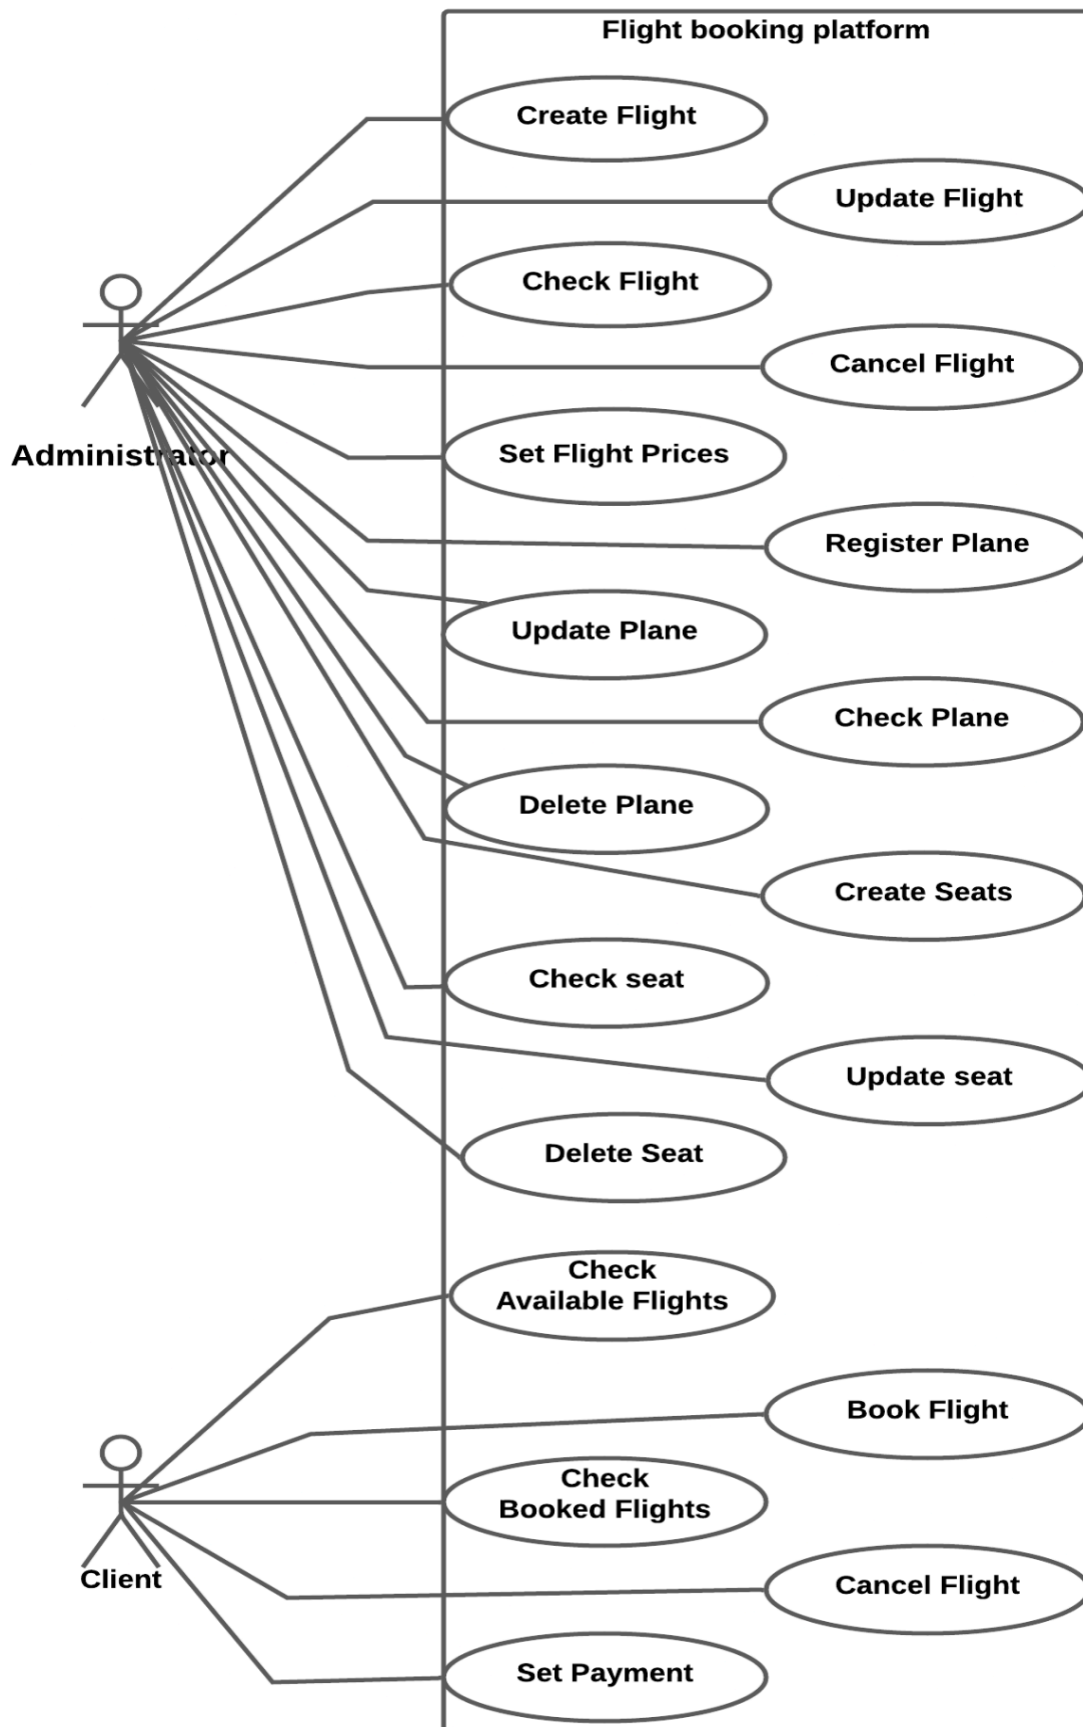 Flight booking platform
Create Flight
Update Flight
Check Flight
Cancel Flight
Administrator
Set Flight Prices
Register Plane
Update Plane
Check Plane
Delete Plane
Create Seats
Check seat
Update seat
Delete Seat
Check
Available Flights
Book Flight
Check
Booked Flights
Client
Cancel Flight
Set Payment